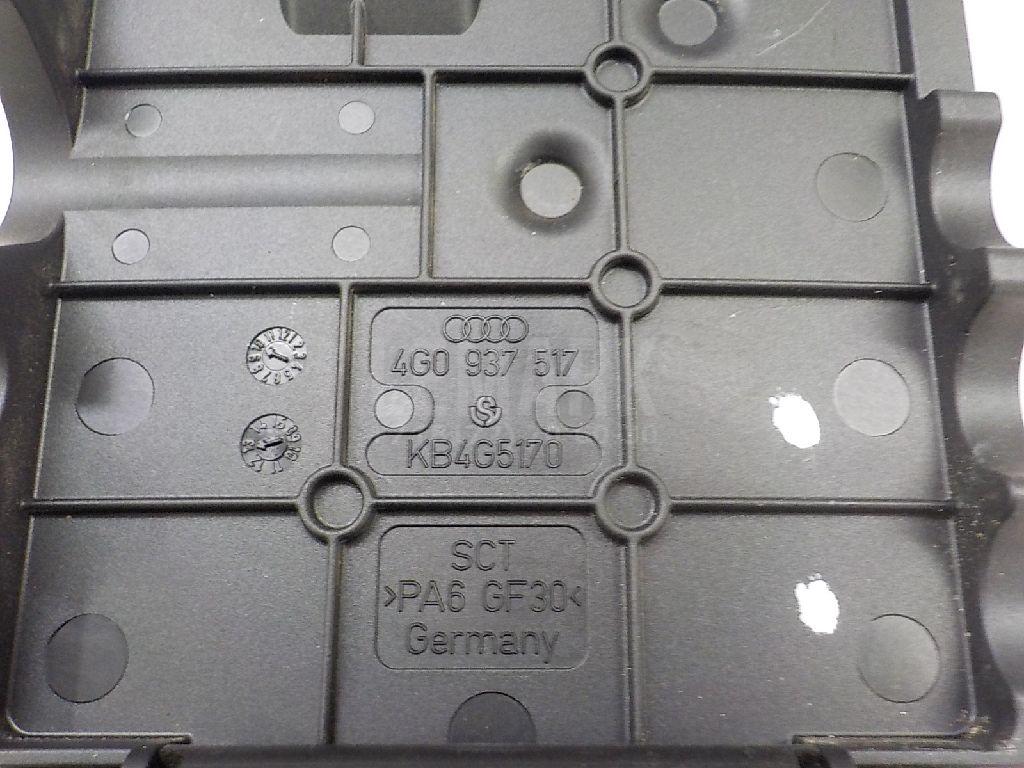 4G0 937 517
KB4G5170
SCT
>PA6 GF30<
Germany